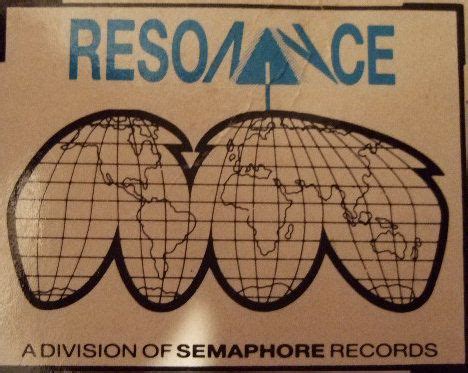 RESONANCE
A DIVISION OF SEMAPHORE RECORDS